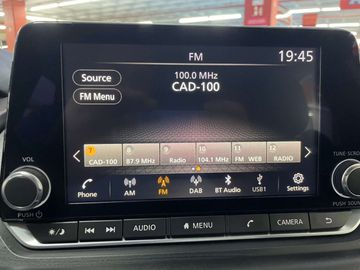 FM
19:45
Source
100.0 MHz
CAD-100
FM Menu
7 8 9 10 11 12
CAD-100 87.9 MHz Radio 104.1 MHz FM WEB RADIO
VOL
TUNE-SCROLL
Phone AM FM DAB BT Audio USB1 Settings
PUSH
PUSH SOUND
AUDIO MENU CAMERA